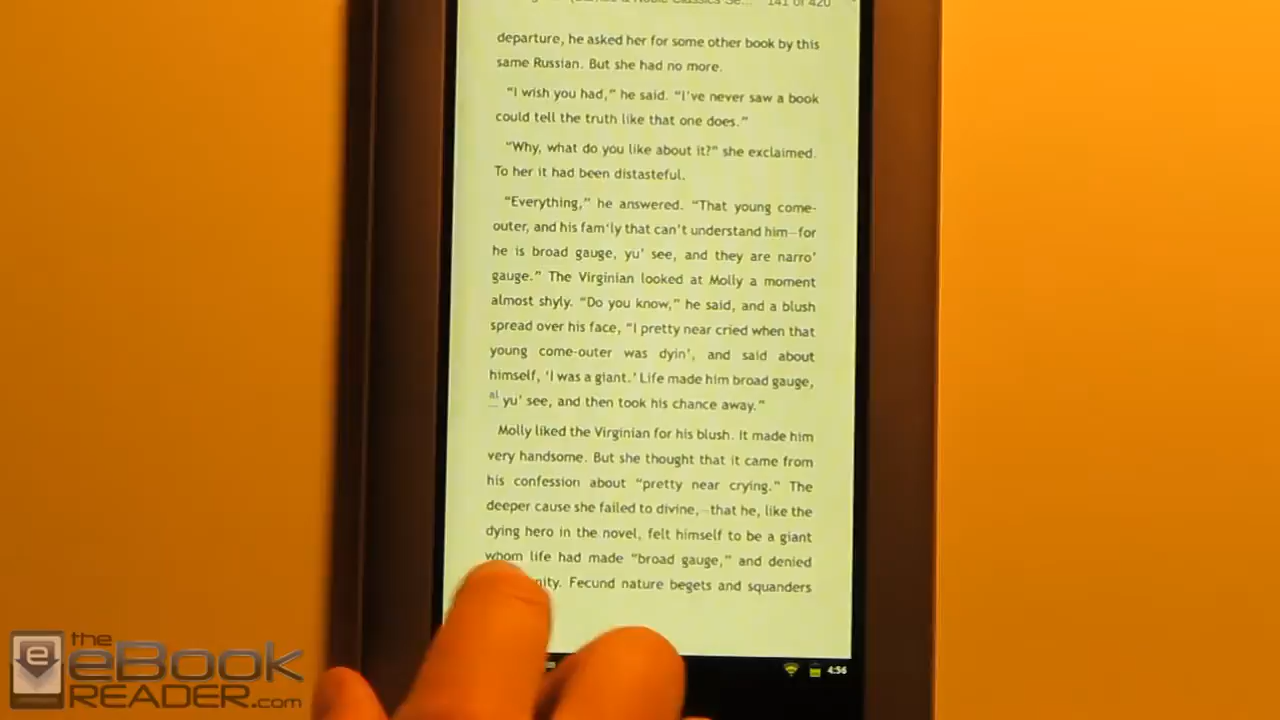 141 of 420
departure, he asked her for some other book by this
same Russian. But she had no more.
“I wish you had,” he said. “I've never saw a book
could tell the truth like that one does.”
“Why, what do you like about it?” she exclaimed.
To her it had been distasteful.
“Everything,” he answered. “That young come-
outer, and his fam‘ly that can't understand him—for
he is broad gauge, yu' see, and they are narro'
gauge.” The Virginian looked at Molly a moment
almost shyly. “Do you know,” he said, and a blush
spread over his face, “I pretty near cried when that
young come-outer was dyin', and said about
himself, ‘I was a giant.’ Life made him broad gauge,
al yu' see, and then took his chance away.”
Molly liked the Virginian for his blush. It made him
very handsome. But she thought that it came from
his confession about “pretty near crying.” The
deeper cause she failed to divine,—that he, like the
dying hero in the novel, felt himself to be a giant
whom life had made “broad gauge,” and denied
nity. Fecund nature begets and squanders
4:56
the
eBook
READER.com